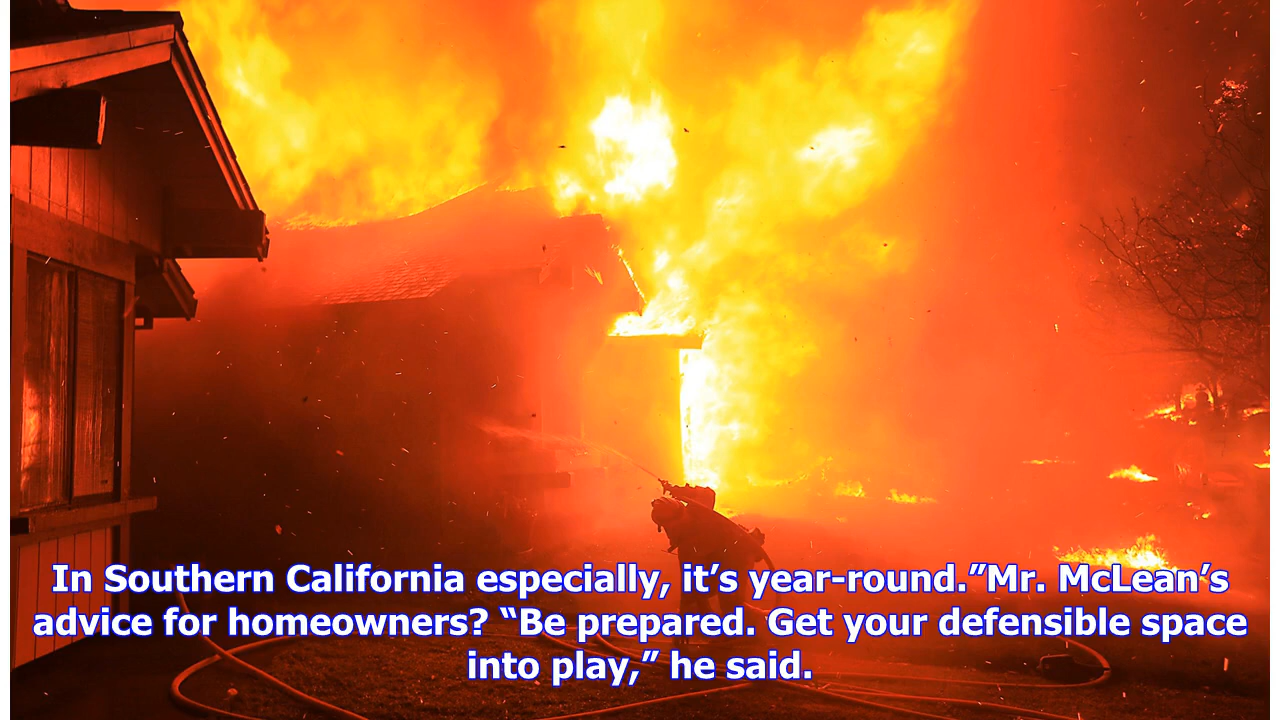 In Southern California especially, it’s year-round.”Mr. McLean’s
advice for homeowners? “Be prepared. Get your defensible space
into play,” he said.